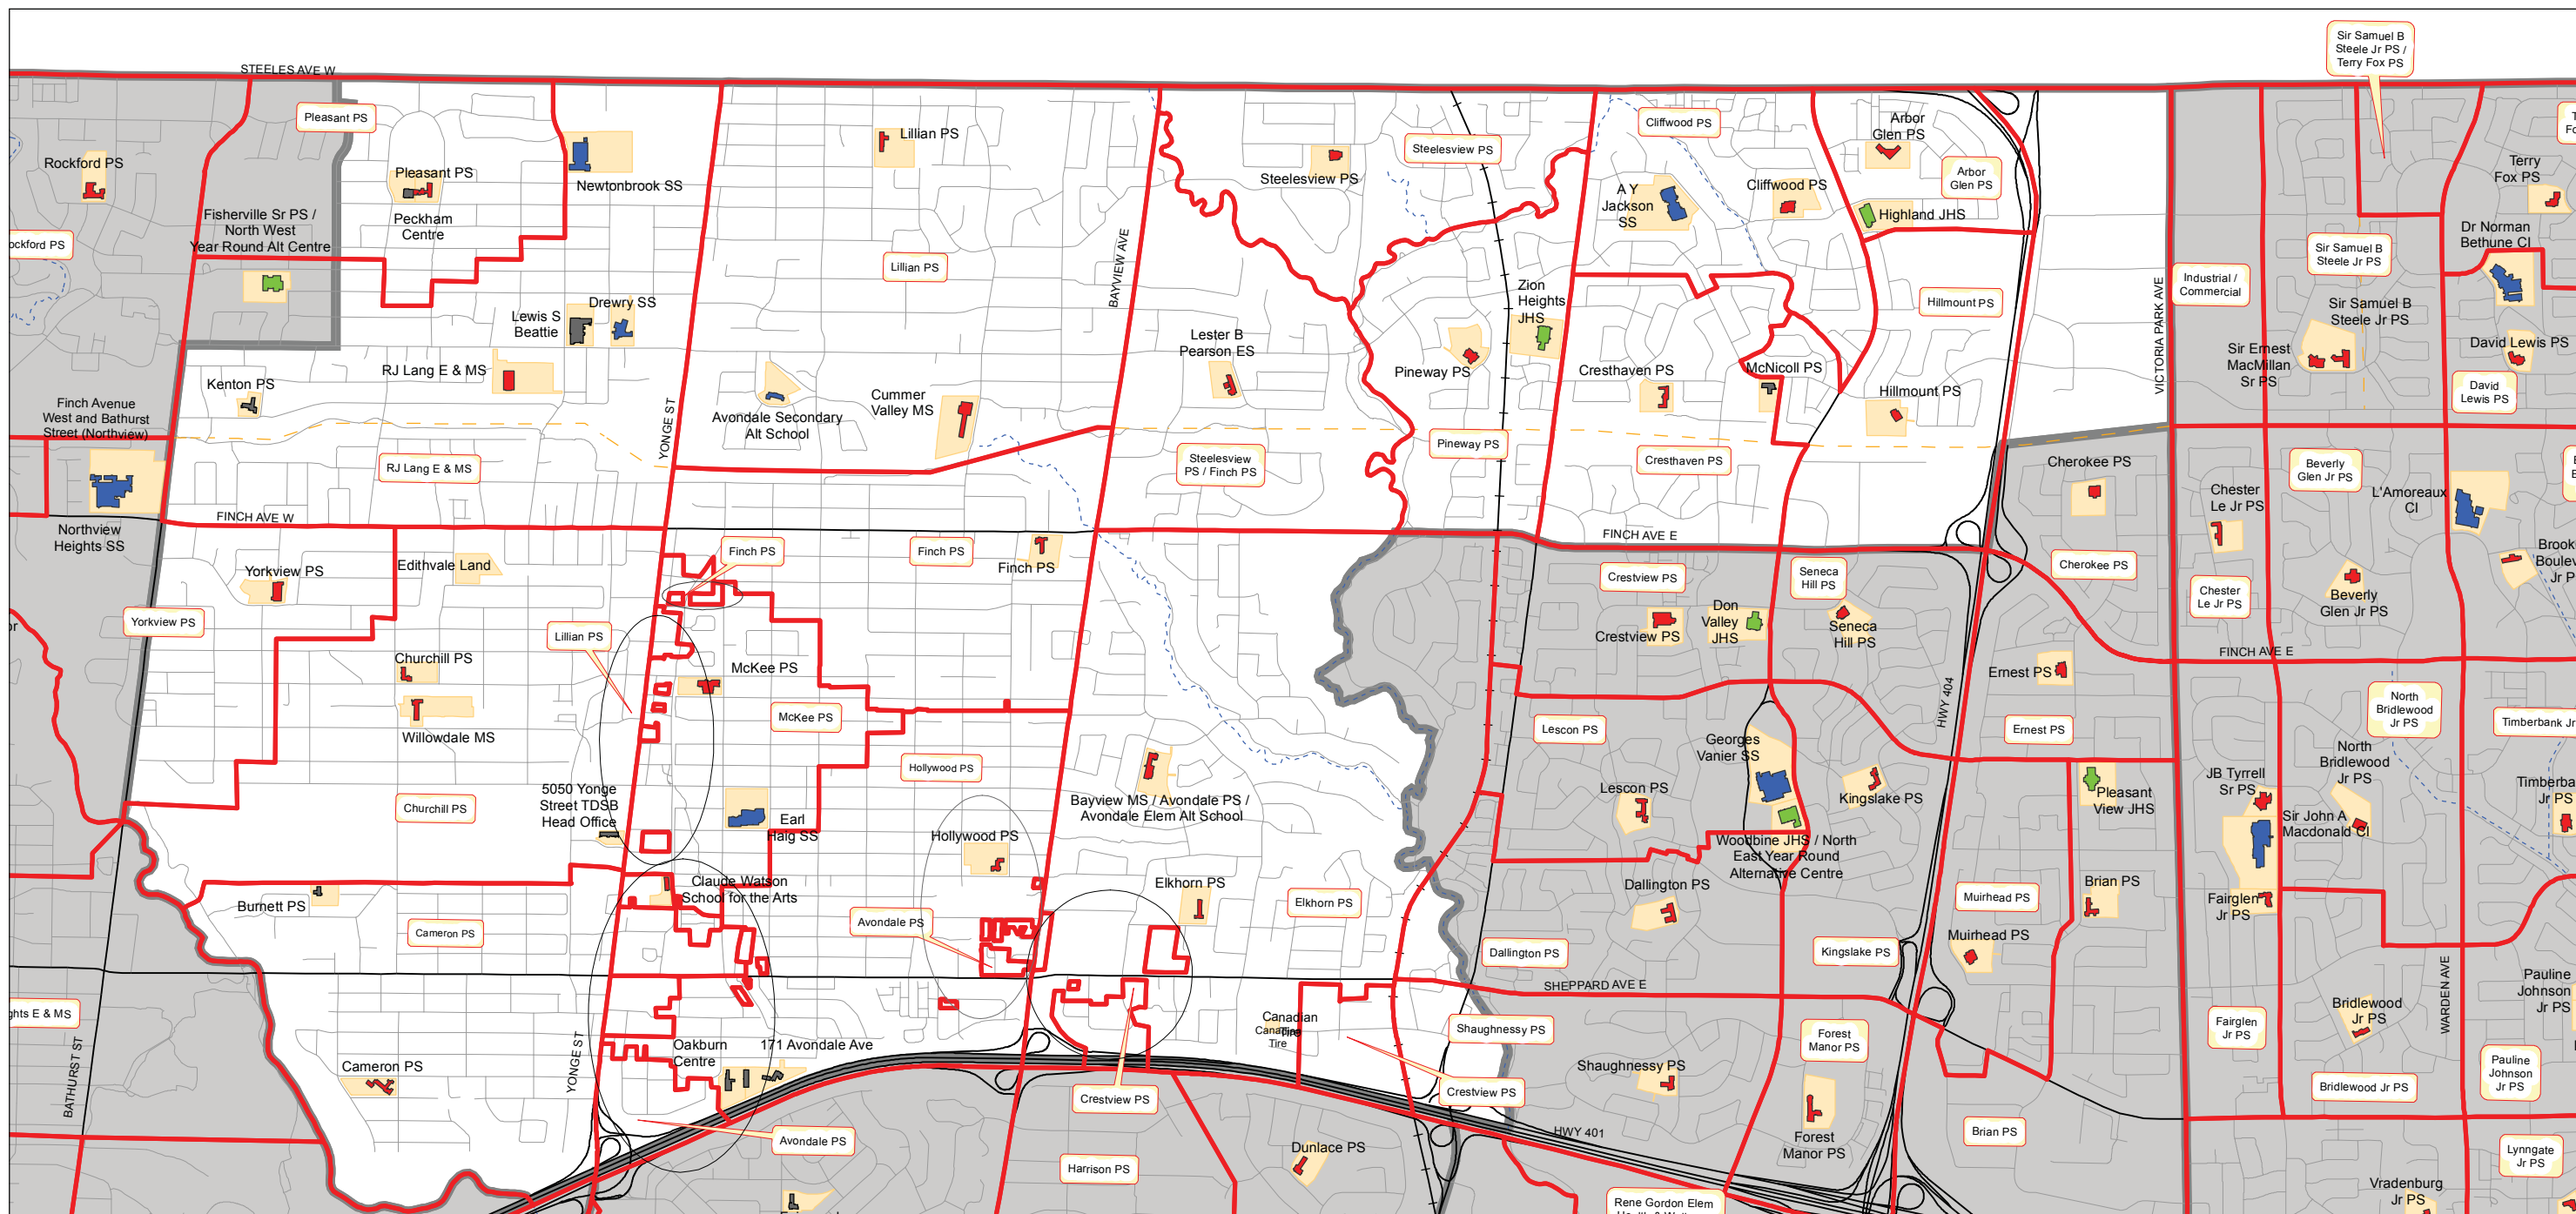 STEELES AVE W
Sir Samuel B
Steele Jr PS /
Terry Fox PS
Pleasant PS
Rockford PS
Pleasant PS
Peckham
Centre
Newtonbrook SS
Lillian PS
Steelesview PS
Steelesview PS
Cliffwood PS
Arbor
Glen PS
Arbor
Glen PS
Terry
Fox PS
Fisherville Sr PS /
North West
Year Round Alt Centre
ockford PS
A Y
Jackson
SS
Cliffwood PS
Highland JHS
Dr Norman
Bethune CI
Lillian PS
BAYVIEW AVE
Industrial /
Commercial
Sir Samuel B
Steele Jr PS
Zion
Heights
JHS
Hillmount PS
VICTORIA PARK AVE
Sir Samuel B
Steele Jr PS
Lewis S
Beattie
Drewry SS
Lester B
Pearson ES
Pineway PS
Cresthaven PS
McNicoll PS
Hillmount PS
Sir Ernest
MacMillan
Sr PS
David Lewis PS
David
Lewis PS
Kenton PS
RJ Lang E & MS
Avondale Secondary
Alt School
Cummer
Valley MS
Finch Avenue
West and Bathurst
Street (Northview)
YONGE ST
RJ Lang E & MS
Steelesview
PS / Finch PS
Pineway PS
Cresthaven PS
Cherokee PS
Beverly
Glen Jr PS
Chester
Le Jr PS
L'Amoreaux
CI
Northview
Heights SS
FINCH AVE W
FINCH AVE E
Finch PS
Finch PS
Finch PS
Yorkview PS
Edithvale Land
Crestview PS
Seneca
Hill PS
Cherokee PS
Chester
Le Jr PS
Beverly
Glen Jr PS
Yorkview PS
Lillian PS
Crestview PS
Don
Valley
JHS
Seneca
Hill PS
Churchill PS
McKee PS
Ernest PS
FINCH AVE E
Willowdale MS
McKee PS
Lescon PS
HWY 404
Ernest PS
North
Bridlewood
Jr PS
Timberbank Jr
Hollywood PS
Georges
Vanier SS
North
Bridlewood
Jr PS
JB Tyrrell
Sr PS
5050 Yonge
Street TDSB
Head Office
Churchill PS
Earl
Haig SS
Hollywood PS
Bayview MS / Avondale PS /
Avondale Elem Alt School
Lescon PS
Kingslake PS
Pleasant
View JHS
Sir John A
Macdonald CI
Timberba
Jr PS
Woodbine JHS / North
East Year Round
Alternative Centre
Burnett PS
Claude Watson
School for the Arts
Cameron PS
Avondale PS
Elkhorn PS
Elkhorn PS
Dallington PS
Dallington PS
Kingslake PS
Muirhead PS
Muirhead PS
Brian PS
Fairglen
Jr PS
WARDEN AVE
SHEPPARD AVE E
ghts E & MS
BATHURST ST
YONGE ST
Cameron PS
Oakburn
Centre
171 Avondale Ave
Canadian
Tire
Canadian
Tire
Shaughnessy PS
Shaughnessy PS
Forest
Manor PS
Fairglen
Jr PS
Bridlewood
Jr PS
Pauline
Johnson
Jr PS
Pauline
Johnson
Jr PS
Bridlewood Jr PS
Crestview PS
Crestview PS
Avondale PS
Harrison PS
Dunlace PS
HWY 401
Forest
Manor PS
Brian PS
Lynngate
Jr PS
Vradenburg
Jr PS
Rene Gordon Elem